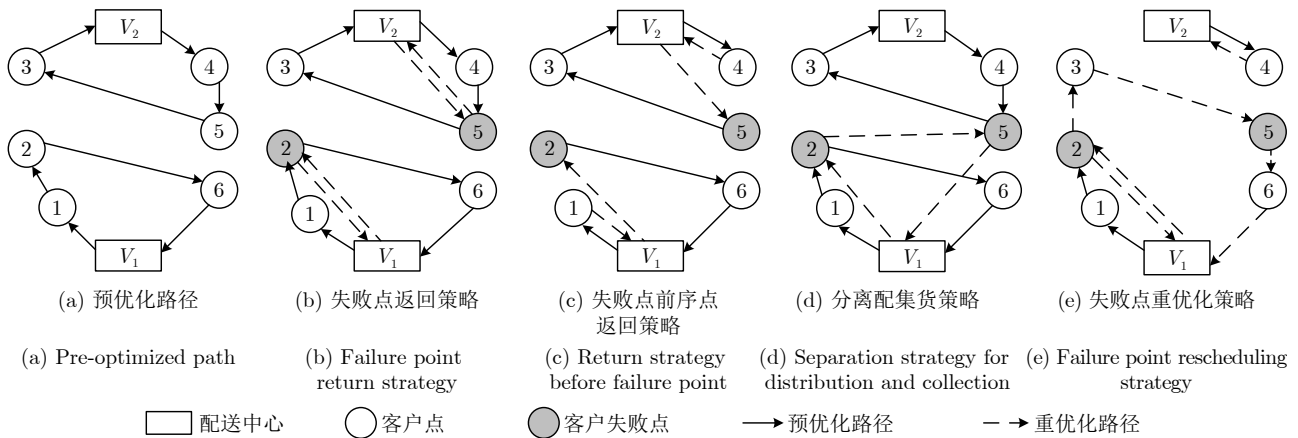 V₂
3
4
5
2
6
1
V₁
V₂
3
4
5
2
6
1
V₁
V₂
3
4
5
2
6
1
V₁
V₂
3
4
5
2
6
1
V₁
V₂
3
4
5
2
6
1
V₁
(a) 预优化路径
(b) 失败点返回策略
(c) 失败点前序点
返回策略
(d) 分离配集货策略
(e) 失败点重优化策略
(a) Pre-optimized path
(b) Failure point
return strategy
(c) Return strategy
before failure point
(d) Separation strategy for
distribution and collection
(e) Failure point rescheduling
strategy
配送中心
客户点
客户失败点
预优化路径
重优化路径